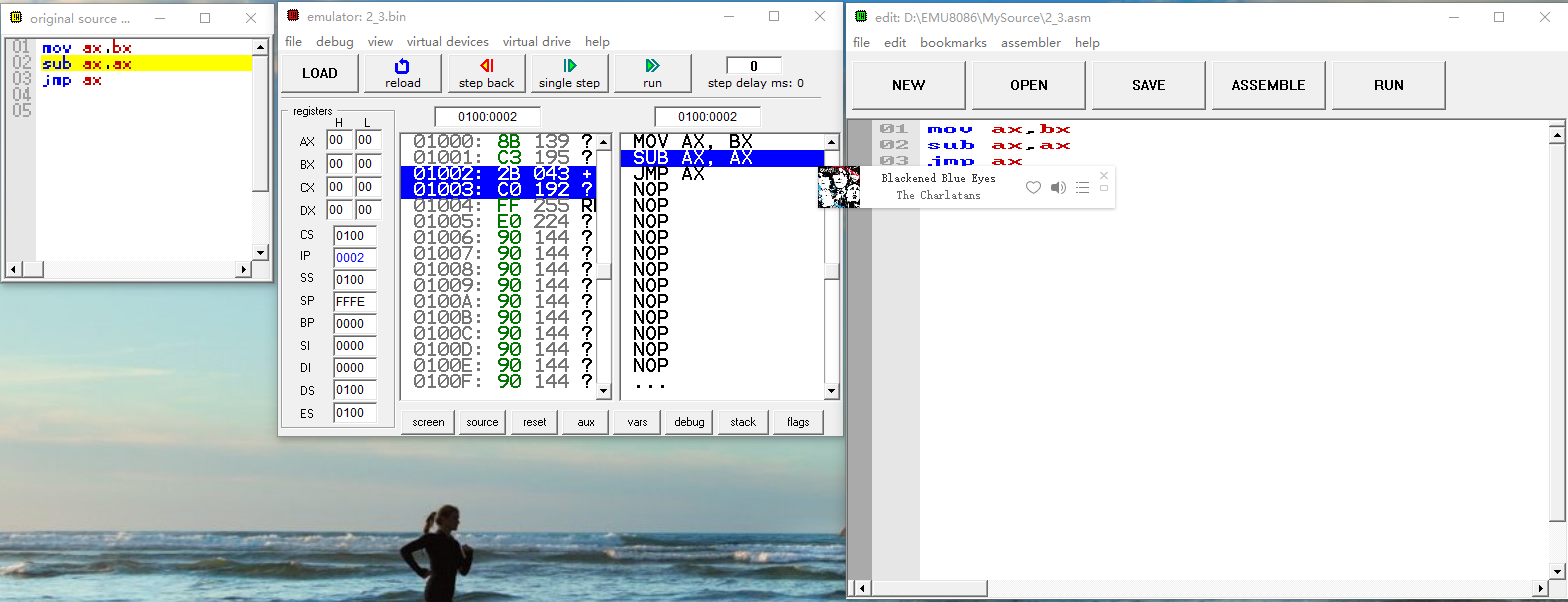 original source ...
01 mov ax,bx
02 sub ax,ax
03 jmp ax
04
05
emulator: 2_3.bin
file debug view virtual devices virtual drive help
LOAD
reload
step back
single step
run
0
step delay ms: 0
registers
H L
AX 00 00
BX 00 00
CX 00 00
DX 00 00
CS 0100
IP 0002
SS 0100
SP FFFE
BP 0000
SI 0000
DI 0000
DS 0100
ES 0100
0100:0002
01000: 8B 139 ?
01001: C3 195 ?
01002: 2B 043 +
01003: C0 192 ?
01004: FF 255
01005: E0 224 ?
01006: 90 144 ?
01007: 90 144 ?
01008: 90 144 ?
01009: 90 144 ?
0100A: 90 144 ?
0100B: 90 144 ?
0100C: 90 144 ?
0100D: 90 144 ?
0100E: 90 144 ?
0100F: 90 144 ?
0100:0002
MOV AX, BX
SUB AX, AX
JMP AX
NOP
NOP
NOP
NOP
NOP
NOP
NOP
NOP
NOP
NOP
NOP
NOP
...
screen source reset aux vars debug stack flags
edit: D:\EMU8086\MySource\2_3.asm
file edit bookmarks assembler help
NEW OPEN SAVE ASSEMBLE RUN
01 mov ax,bx
02 sub ax,ax
03 jmp ax
Blackened Blue Eyes
The Charlatans